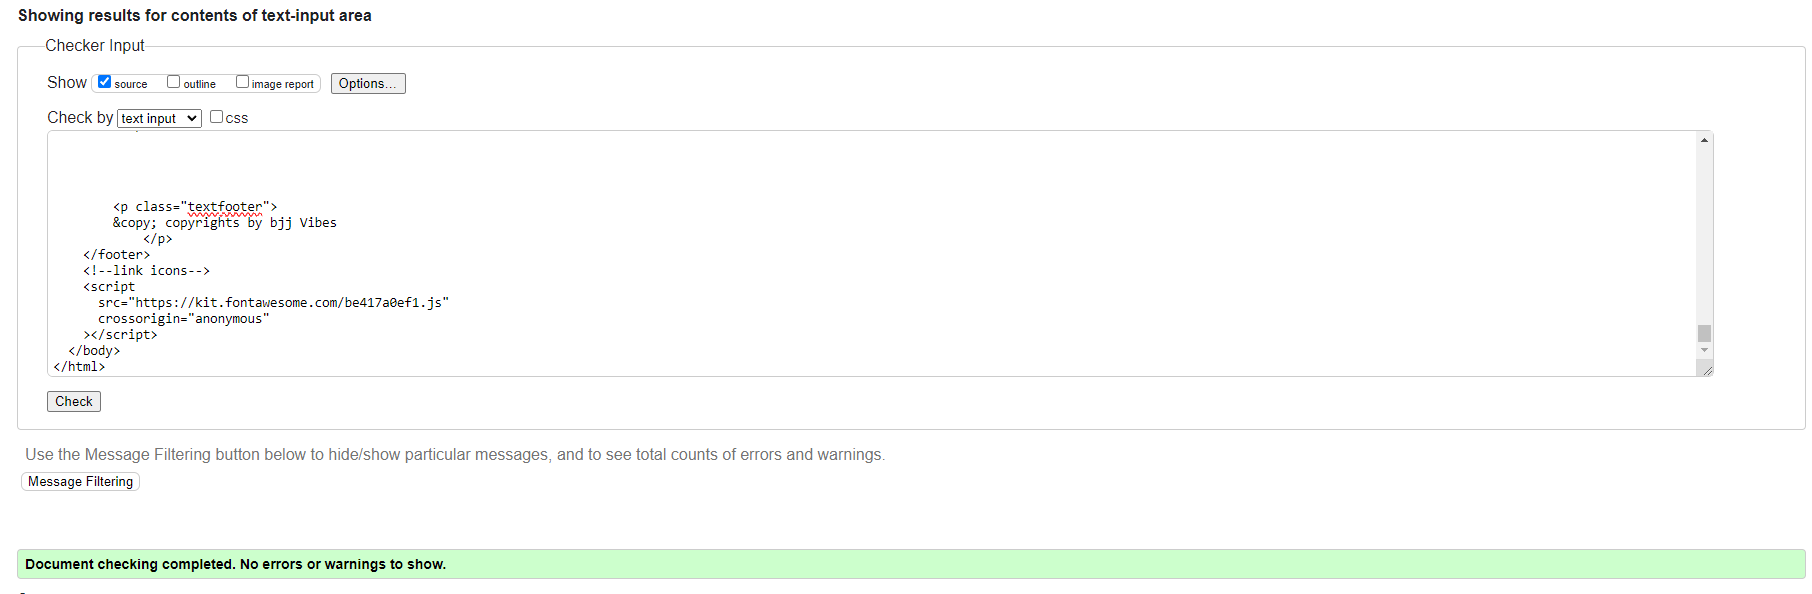 Showing results for contents of text-input area
Checker Input
Show source outline image report Options...
Check by text input css
<p class="textfooter">
&copy; copyrights by bjj Vibes
</p>
</footer>
<!--link icons-->
<script
src="https://kit.fontawesome.com/be417a0ef1.js"
crossorigin="anonymous"
></script>
</body>
</html>
Check
Use the Message Filtering button below to hide/show particular messages, and to see total counts of errors and warnings.
Message Filtering
Document checking completed. No errors or warnings to show.